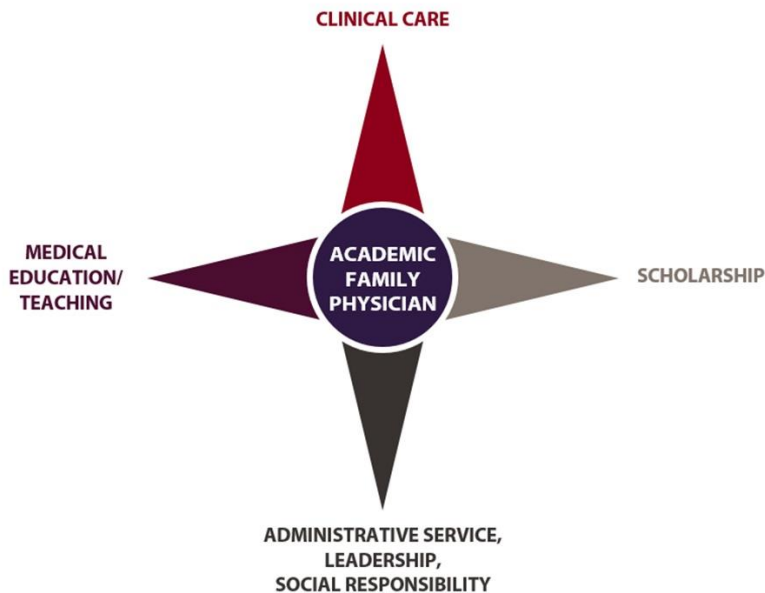 CLINICAL CARE
MEDICAL
EDUCATION/
TEACHING
ACADEMIC
FAMILY
PHYSICIAN
SCHOLARSHIP
ADMINISTRATIVE SERVICE,
LEADERSHIP,
SOCIAL RESPONSIBILITY